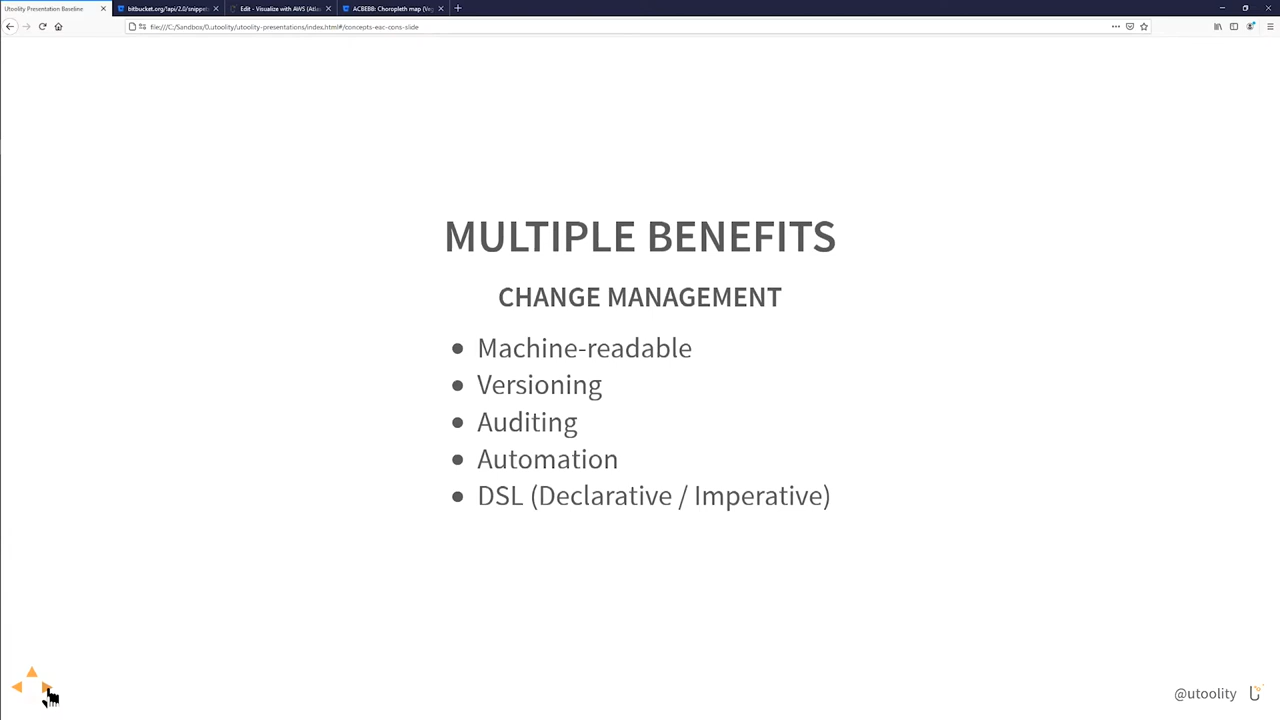 Utoolity Presentation Baseline
bitbucket.org/!api/2.0/snippet
Edit - Visualize with AWS (Atla
ACBEBB: Choropleth map (Ve
file:///C:/Sandbox/0.utoolity/utoolity-presentations/index.html#/concepts-eac-cons-slide
MULTIPLE BENEFITS
CHANGE MANAGEMENT
• Machine-readable
• Versioning
• Auditing
• Automation
• DSL (Declarative / Imperative)
@utoolity